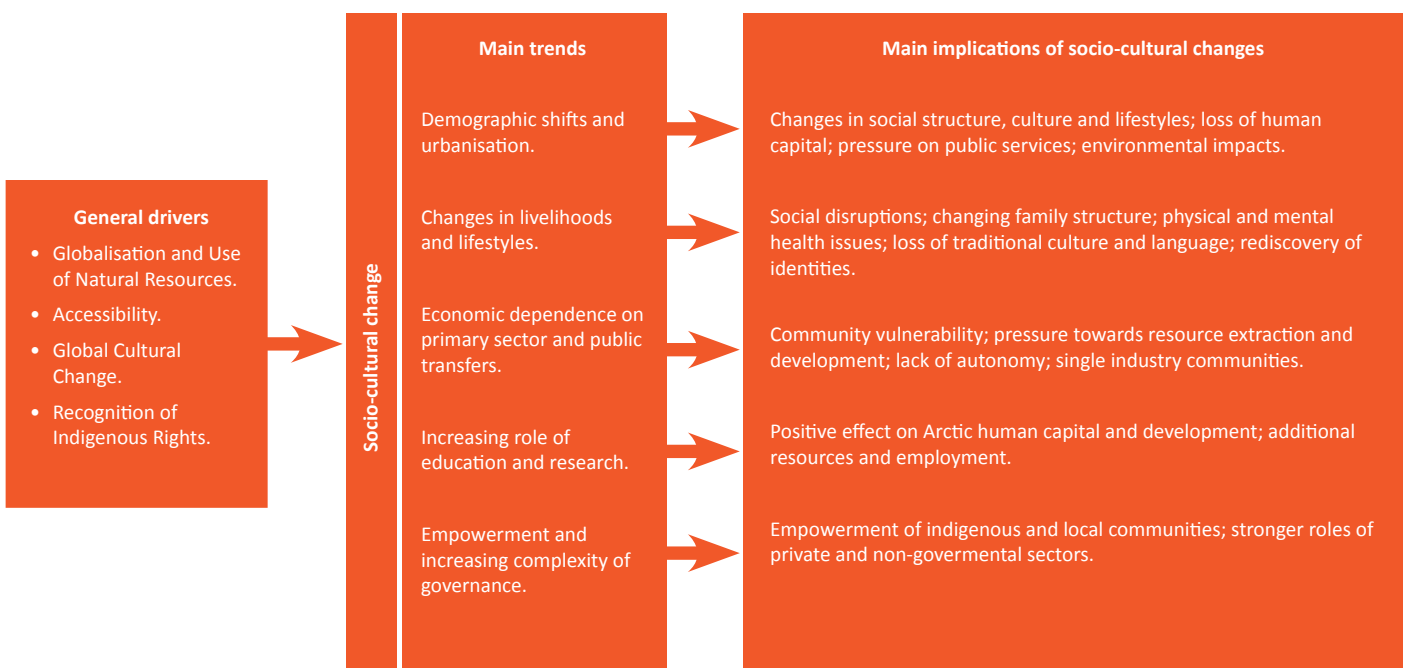 General drivers
• Globalisation and Use
of Natural Resources.
• Accessibility.
• Global Cultural
Change.
• Recognition of
Indigenous Rights.
Socio-cultural change
Main trends
Demographic shifts and
urbanisation.
Changes in livelihoods
and lifestyles.
Economic dependence on
primary sector and public
transfers.
Increasing role of
education and research.
Empowerment and
increasing complexity of
governance.
Main implications of socio-cultural changes
Changes in social structure, culture and lifestyles; loss of human
capital; pressure on public services; environmental impacts.
Social disruptions; changing family structure; physical and mental
health issues; loss of traditional culture and language; rediscovery of
identities.
Community vulnerability; pressure towards resource extraction and
development; lack of autonomy; single industry communities.
Positive effect on Arctic human capital and development; additional
resources and employment.
Empowerment of indigenous and local communities; stronger roles of
private and non-govermental sectors.